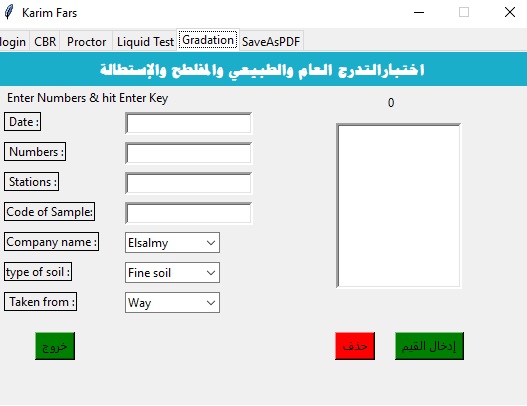 Karim Fars
login CBR Proctor Liquid Test Gradation SaveAsPDF
اختبارالتدرج العام والطبيعي والمفلطح والإستطالة
Enter Numbers & hit Enter Key
0
Date :
Numbers :
Stations :
Code of Sample:
Company name : Elsalmy
type of soil : Fine soil
Taken from : Way
خروج حذف إدخال القيم